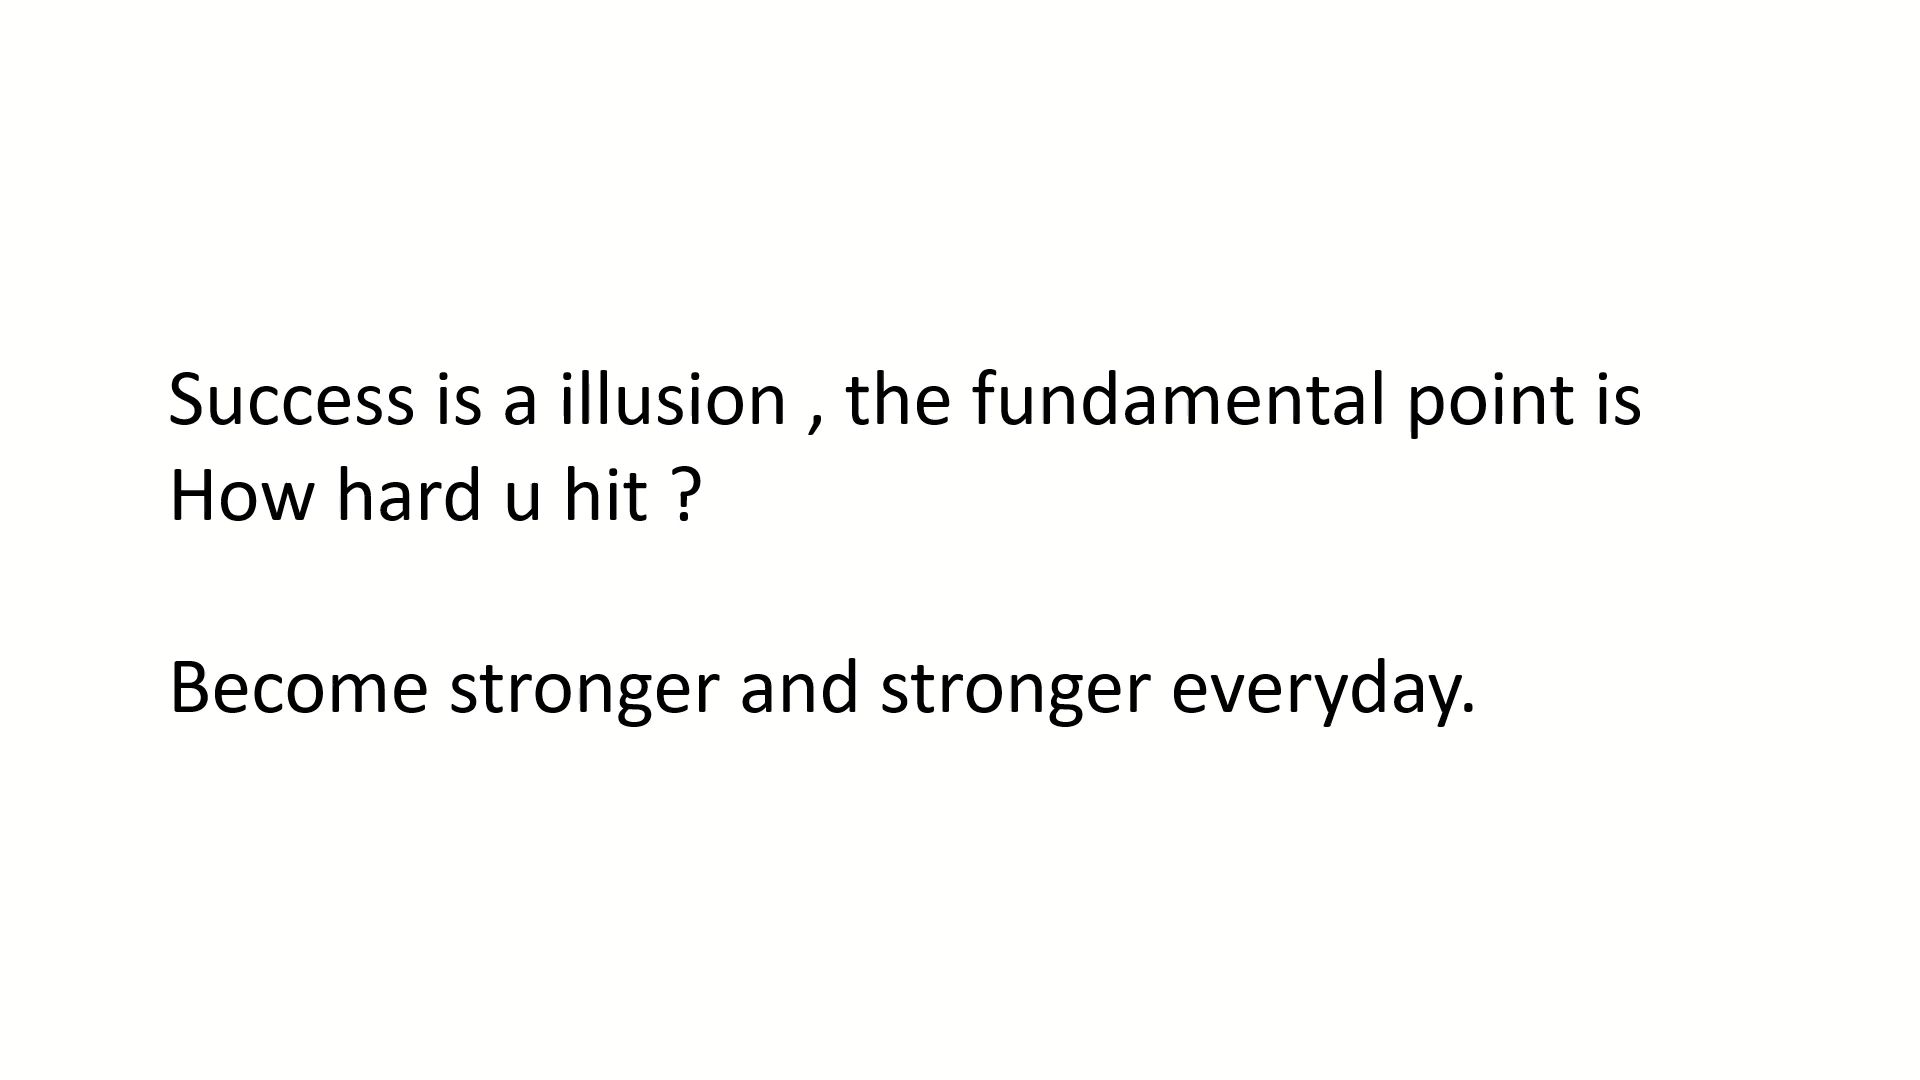 Success is a illusion , the fundamental point is
How hard u hit ?
Become stronger and stronger everyday.